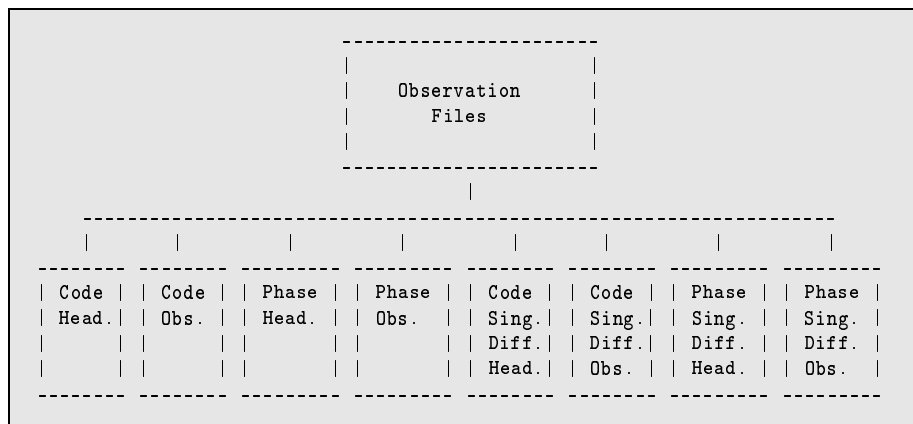 Observation
Files
Code Code Phase Phase Code Code Phase Phase
Head. Obs. Head. Obs. Sing. Sing. Sing. Sing.
Diff. Diff. Diff. Diff.
Head. Obs. Head. Obs.